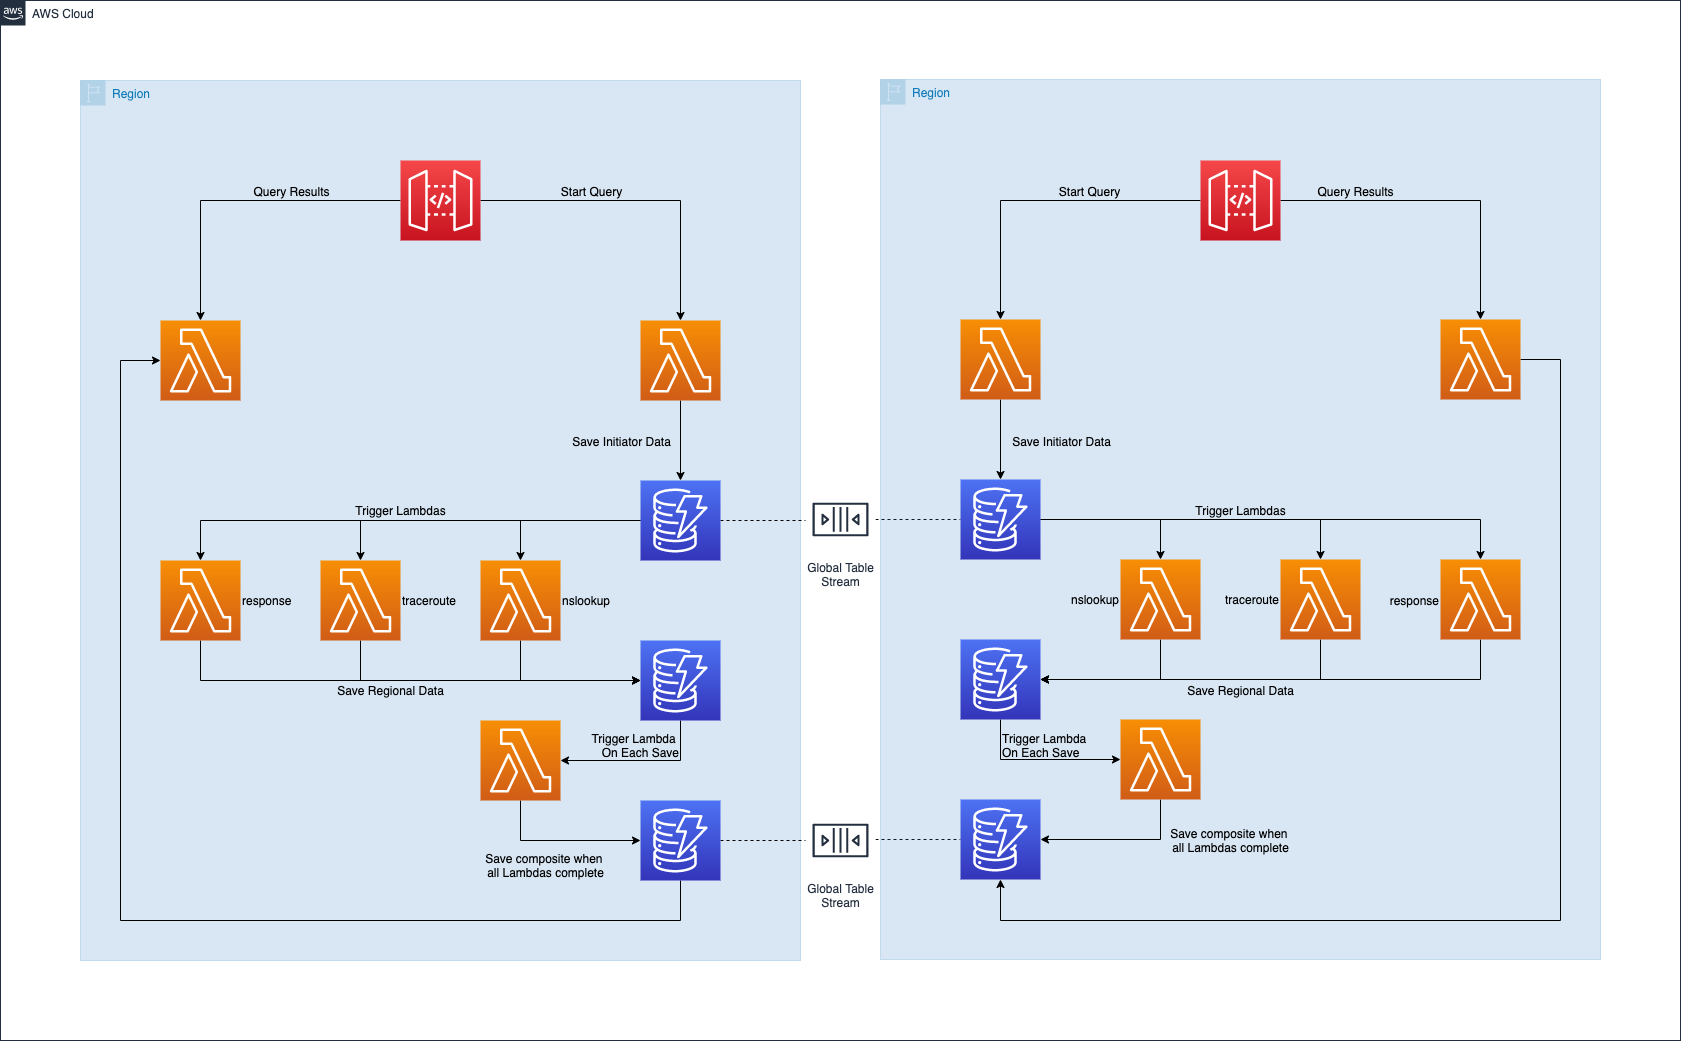 aws
AWS Cloud
Region
Region
Query Results
Start Query
Start Query
Query Results
</>
</>
Save Initiator Data
Save Initiator Data
Trigger Lambdas
Trigger Lambdas
Global Table
Stream
response
traceroute
nslookup
nslookup
traceroute
response
Save Regional Data
Save Regional Data
Trigger Lambda
On Each Save
Trigger Lambda
On Each Save
Save composite when
all Lambdas complete
Save composite when
all Lambdas complete
Global Table
Stream